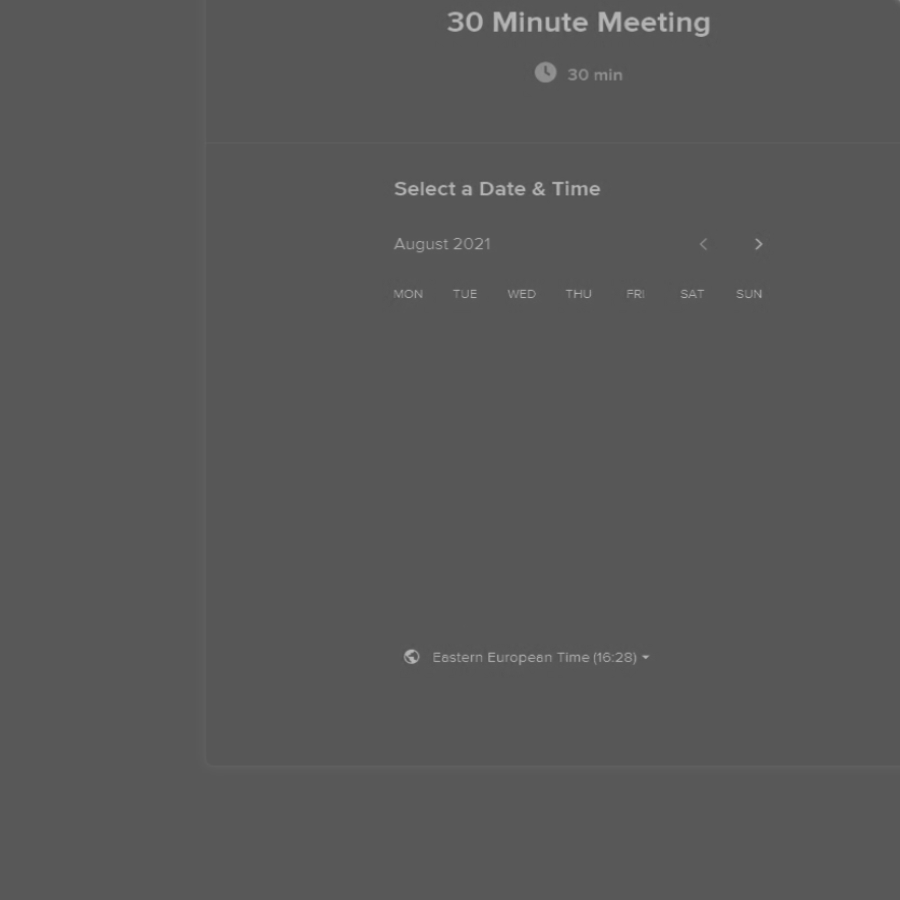 30 Minute Meeting
30 min
Select a Date & Time
August 2021
MON TUE WED THU FRI SAT SUN
Eastern European Time (16:28)